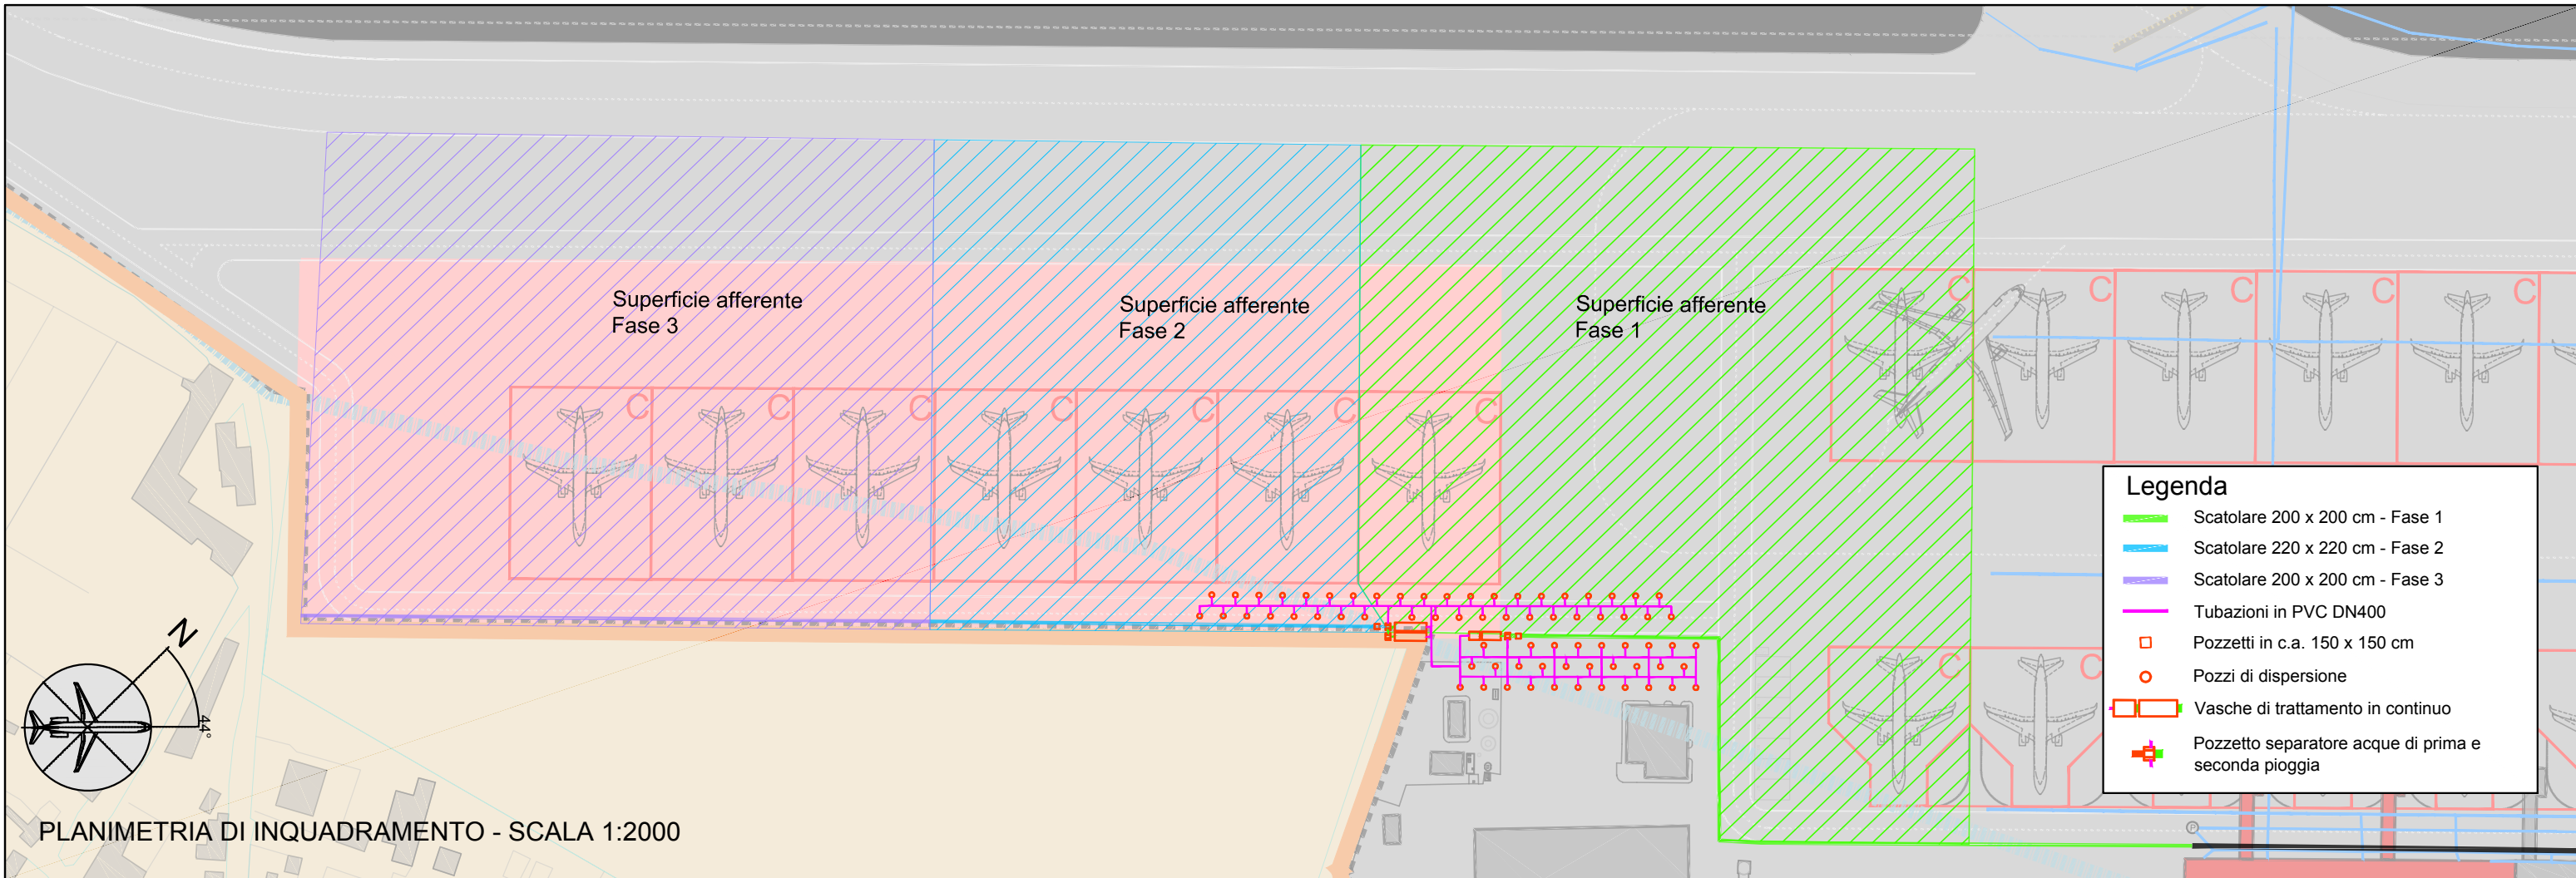 Superficie afferente
Fase 3
Superficie afferente
Fase 2
Superficie afferente
Fase 1
C
C
C
C
C
C
C
C
C
C
C
C
C
C
Legenda
Scatolare 200 x 200 cm - Fase 1
Scatolare 220 x 220 cm - Fase 2
Scatolare 200 x 200 cm - Fase 3
Tubazioni in PVC DN400
Pozzetti in c.a. 150 x 150 cm
Pozzi di dispersione
Vasche di trattamento in continuo
Pozzetto separatore acque di prima e
seconda pioggia
N
44°
P
PLANIMETRIA DI INQUADRAMENTO - SCALA 1:2000